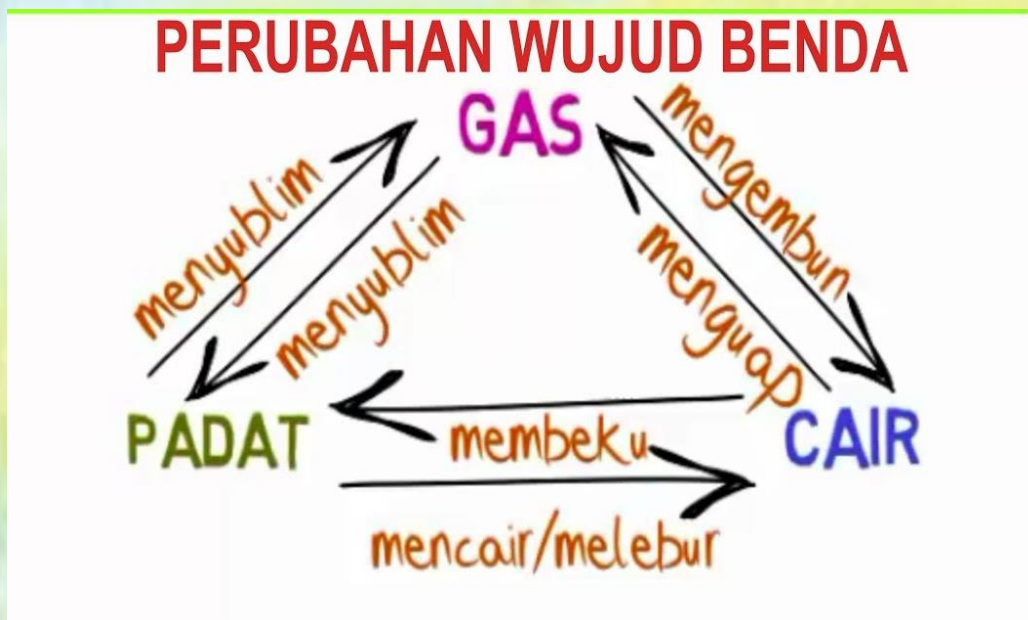 PERUBAHAN WUJUD BENDA
GAS
mengembun
menyublim
menyublim
menguap
PADAT
CAIR
membeku
mencair/melebur